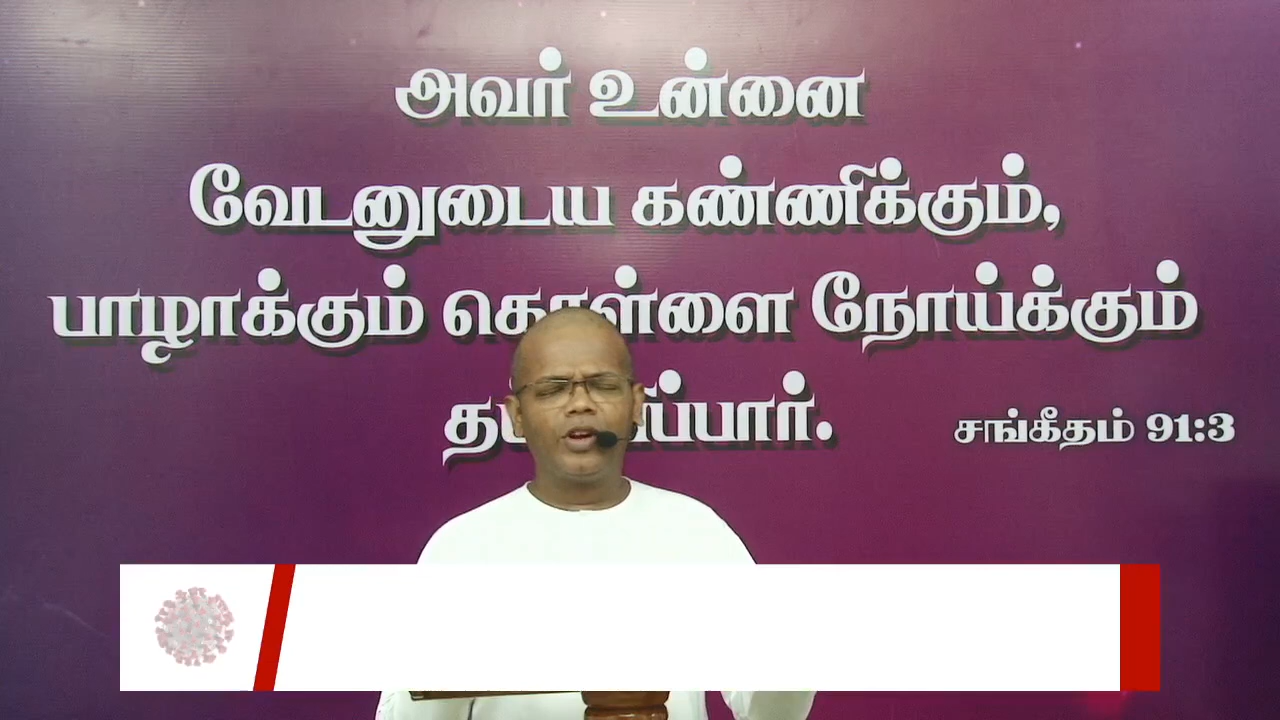 அவர் உன்னை
வேடனுடைய கண்ணிக்கும்,
பாழாக்கும் கொள்ளை நோய்க்கும்
சங்கீதம் 91:3